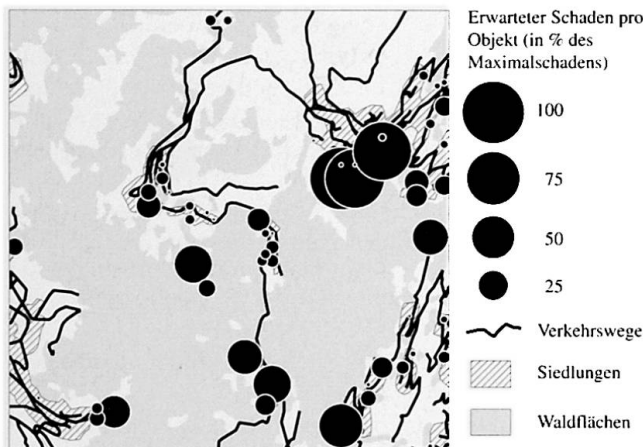 Erwarteter Schaden pro
Objekt (in % des
Maximalschadens)
100
75
50
25
Verkehrswege
Siedlungen
Waldflächen